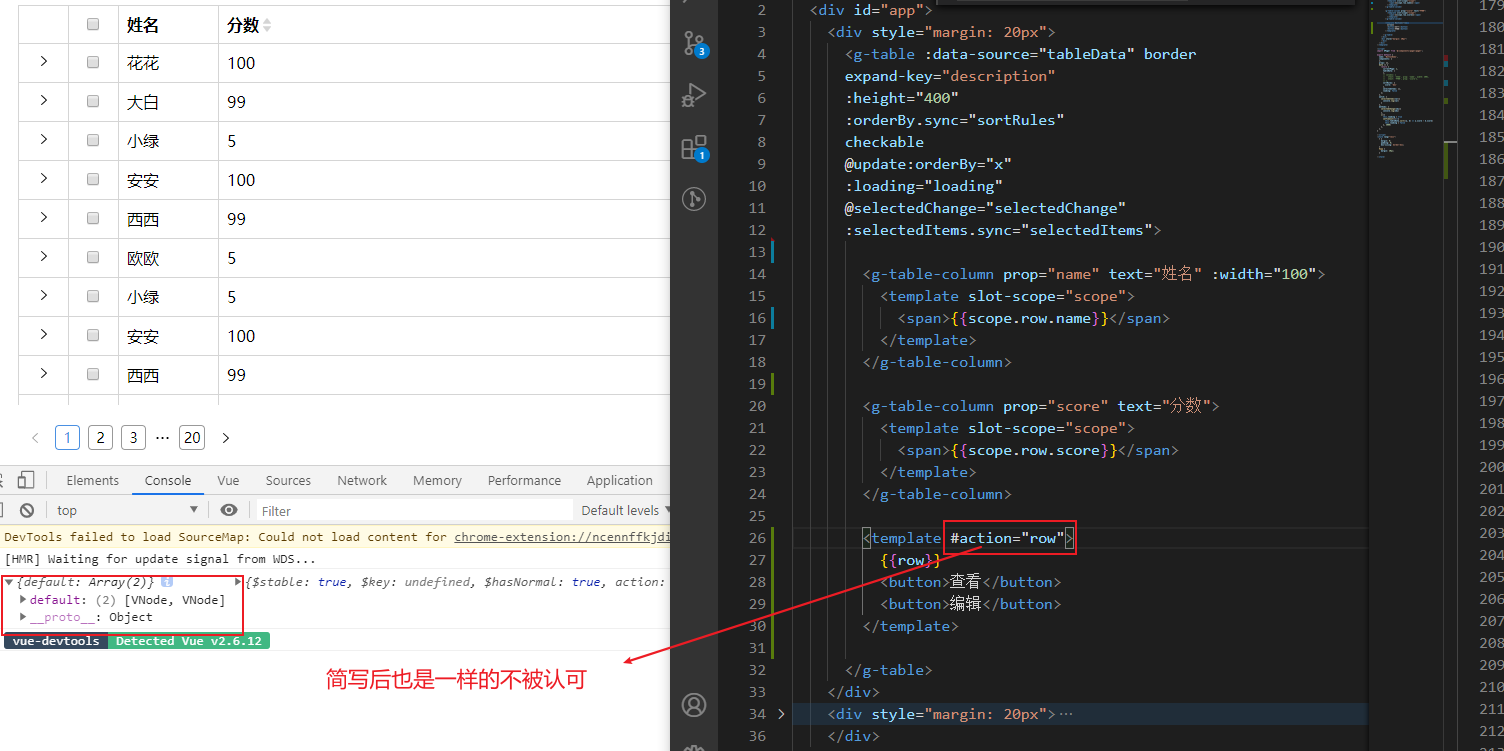 姓名 分数
花花 100
大白 99
小绿 5
安安 100
西西 99
欧欧 5
小绿 5
安安 100
西西 99
< 1 2 3 ··· 20 >
Elements Console Vue Sources Network Memory Performance Application
top ▼ Filter Default levels ▼
DevTools failed to load SourceMap: Could not load content for chrome-extension://ncennffkjdi
[HMR] Waiting for update signal from WDS...
▼{default: Array(2)} i ▶{$stable: true, $key: undefined, $hasNormal: true, action:
▶default: (2) [VNode, VNode]
▶__proto__: Object
vue-devtools Detected Vue v2.6.12
简写后也是一样的不被认可
3
1
2 <div id="app">
3 <div style="margin: 20px">
4 <g-table :data-source="tableData" border
5 expand-key="description"
6 :height="400"
7 :orderBy.sync="sortRules"
8 checkable
9 @update:orderBy="x"
10 :loading="loading"
11 @selectedChange="selectedChange"
12 :selectedItems.sync="selectedItems">
13
14 <g-table-column prop="name" text="姓名" :width="100">
15 <template slot-scope="scope">
16 <span>{{scope.row.name}}</span>
17 </template>
18 </g-table-column>
19
20 <g-table-column prop="score" text="分数">
21 <template slot-scope="scope">
22 <span>{{scope.row.score}}</span>
23 </template>
24 </g-table-column>
25
26 <template #action="row">
27 {{row}}
28 <button>查看</button>
29 <button>编辑</button>
30 </template>
31
32 </g-table>
33 </div>
34 <div style="margin: 20px">···
36 </div>
179
180
181
182
183
184
185
186
187
188
189
190
191
192
193
194
195
196
197
198
199
200
201
202
203
204
205
206
207
208
209
210
211
212